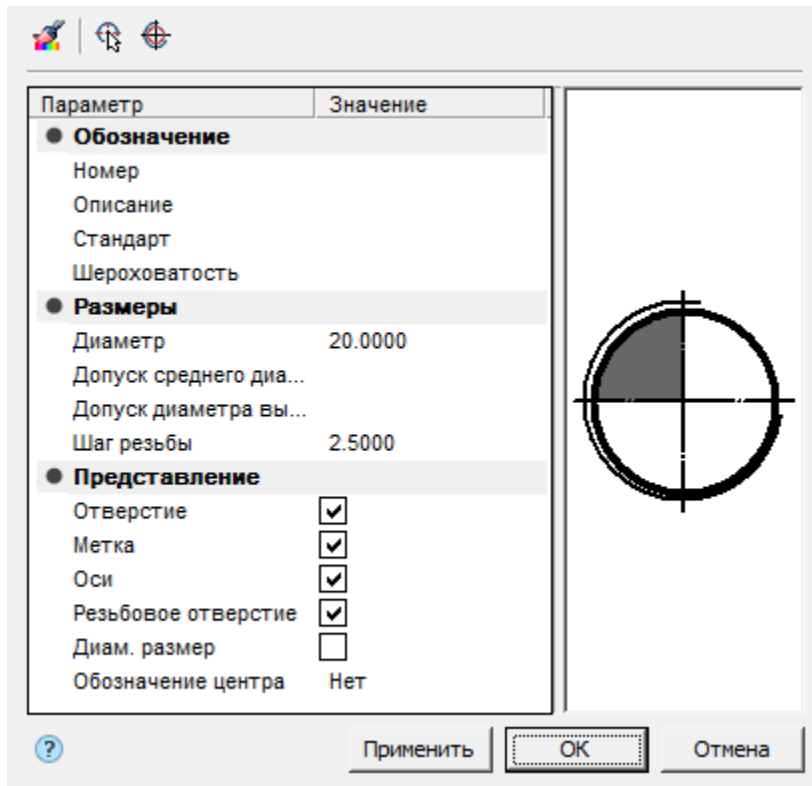 Параметр Значение
Обозначение
Номер
Описание
Стандарт
Шероховатость
Размеры
Диаметр 20.0000
Допуск среднего диа...
Допуск диаметра вы...
Шаг резьбы 2.5000
Представление
Отверстие
Метка
Оси
Резьбовое отверстие
Диам. размер
Обозначение центра Нет
? Применить ОК Отмена